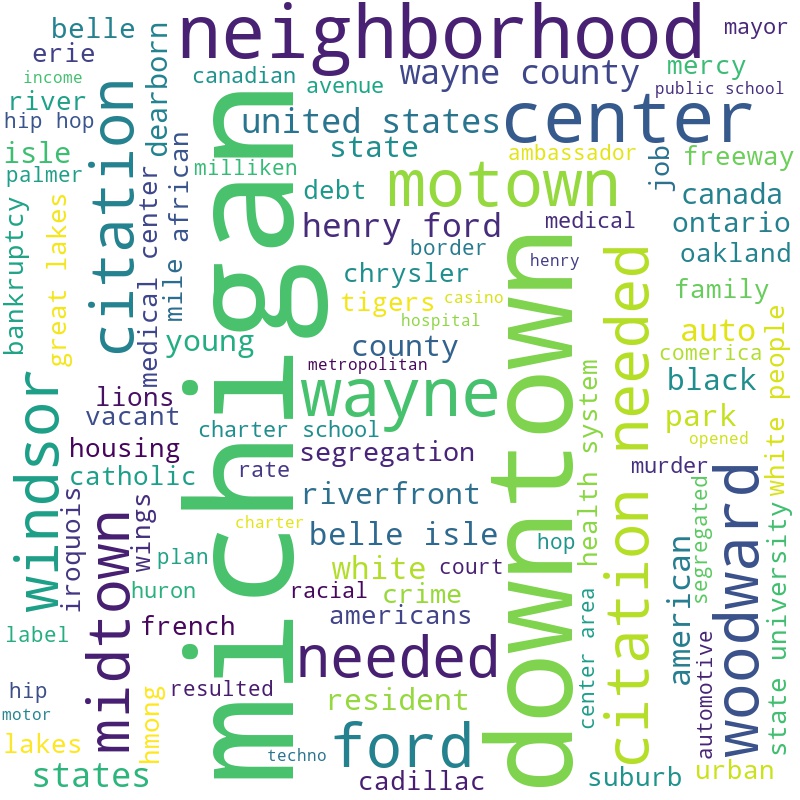 belle
neighborhood
mayor
erie
income
river
hip hop
isle
palmer
citation
dearborn
canadian
avenue
wayne county
mercy
public school
united states
center
state
ambassador
freeway
milliken
debt
motown
job
canada
ontario
oakland
henry ford
medical
border
henry
bankruptcy
great lakes
medical center
mile
african
michigan
chrysler
tigers
casino
hospital
young
county
metropolitan
downtown
citation needed
family
auto
comerica
black
park
opened
white people
lions
vacant
wayne
charter school
housing
segregation
catholic
rate
riverfront
health system
murder
woodward
windsor
iroquois
midtown
wings
charter
belle isle
hop
plan
white
court
huron
racial
crime
americans
segregated
american
state university
label
french
needed
center area
citation
automotive
hip
motor
hmong
resulted
resident
lakes
techno
ford
states
cadillac
suburb
urban